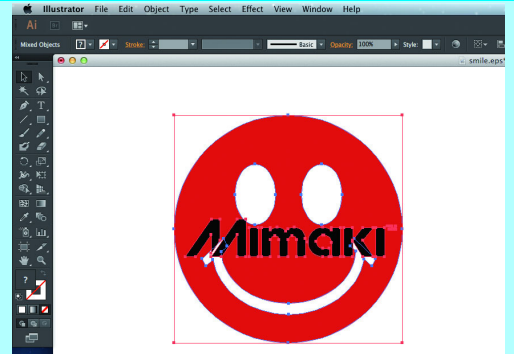 Illustrator File Edit Object Type Select Effect View Window Help
Ai
Mixed Objects ? Stroke: Basic Opacity: 100% Style:
smile.eps*
Mimaki TM
T
?